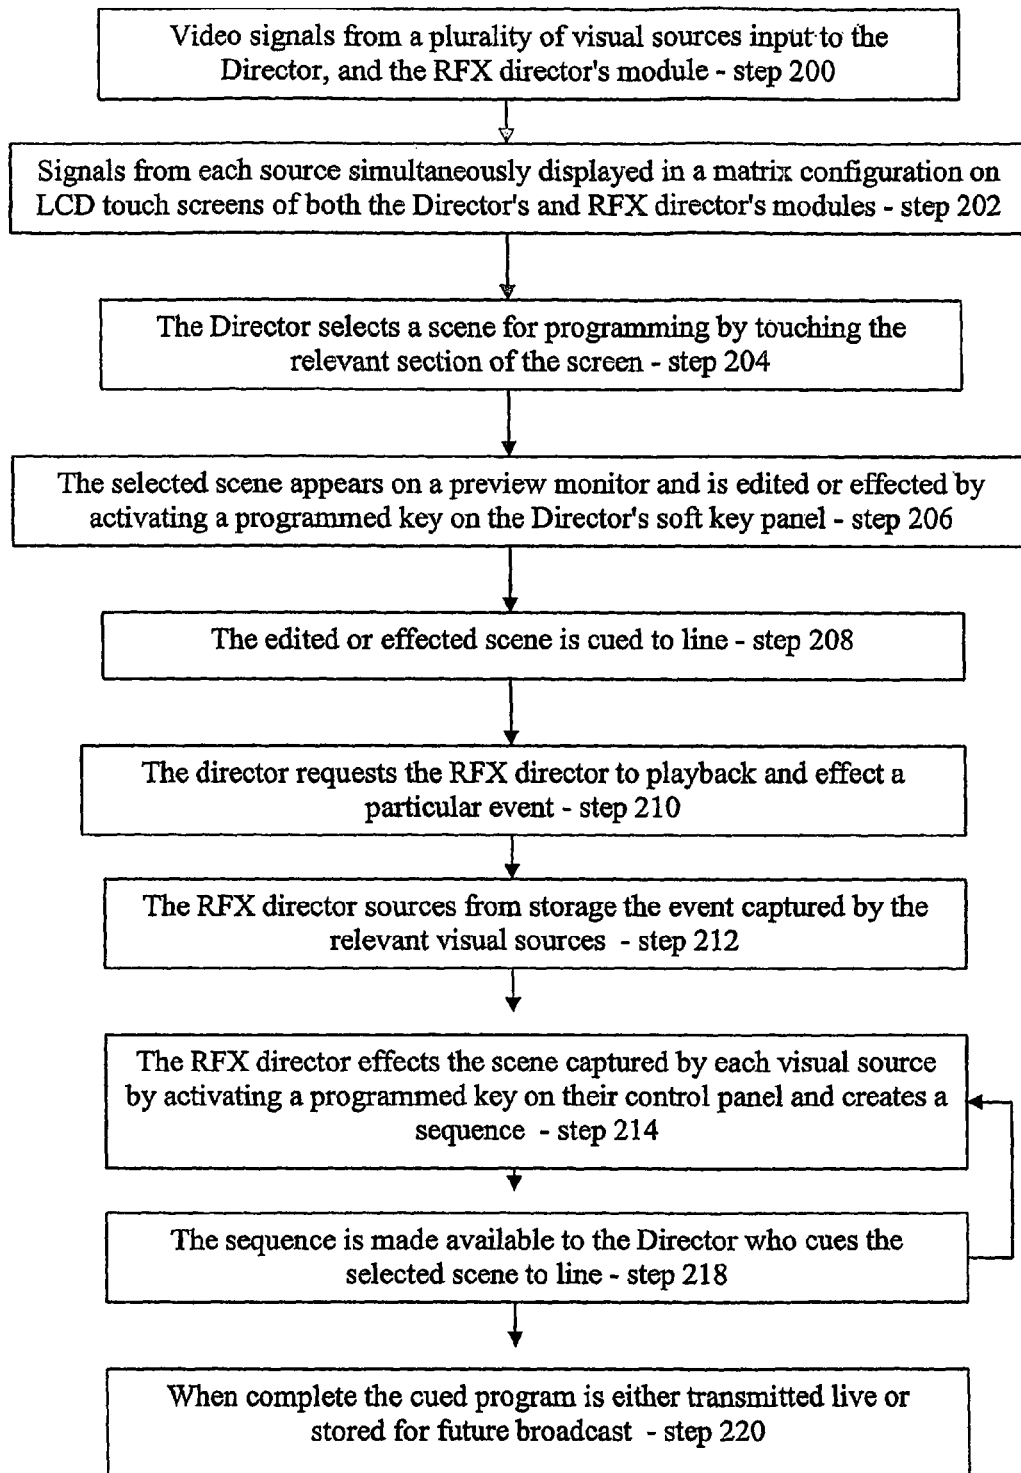 Video signals from a plurality of visual sources input to the
Director, and the RFX director's module - step 200
Signals from each source simultaneously displayed in a matrix configuration on
LCD touch screens of both the Director's and RFX director's modules - step 202
The Director selects a scene for programming by touching the
relevant section of the screen - step 204
The selected scene appears on a preview monitor and is edited or effected by
activating a programmed key on the Director's soft key panel - step 206
The edited or effected scene is cued to line - step 208
The director requests the RFX director to playback and effect a
particular event - step 210
The RFX director sources from storage the event captured by the
relevant visual sources - step 212
The RFX director effects the scene captured by each visual source
by activating a programmed key on their control panel and creates a
sequence - step 214
The sequence is made available to the Director who cues the
selected scene to line - step 218
When complete the cued program is either transmitted live or
stored for future broadcast - step 220